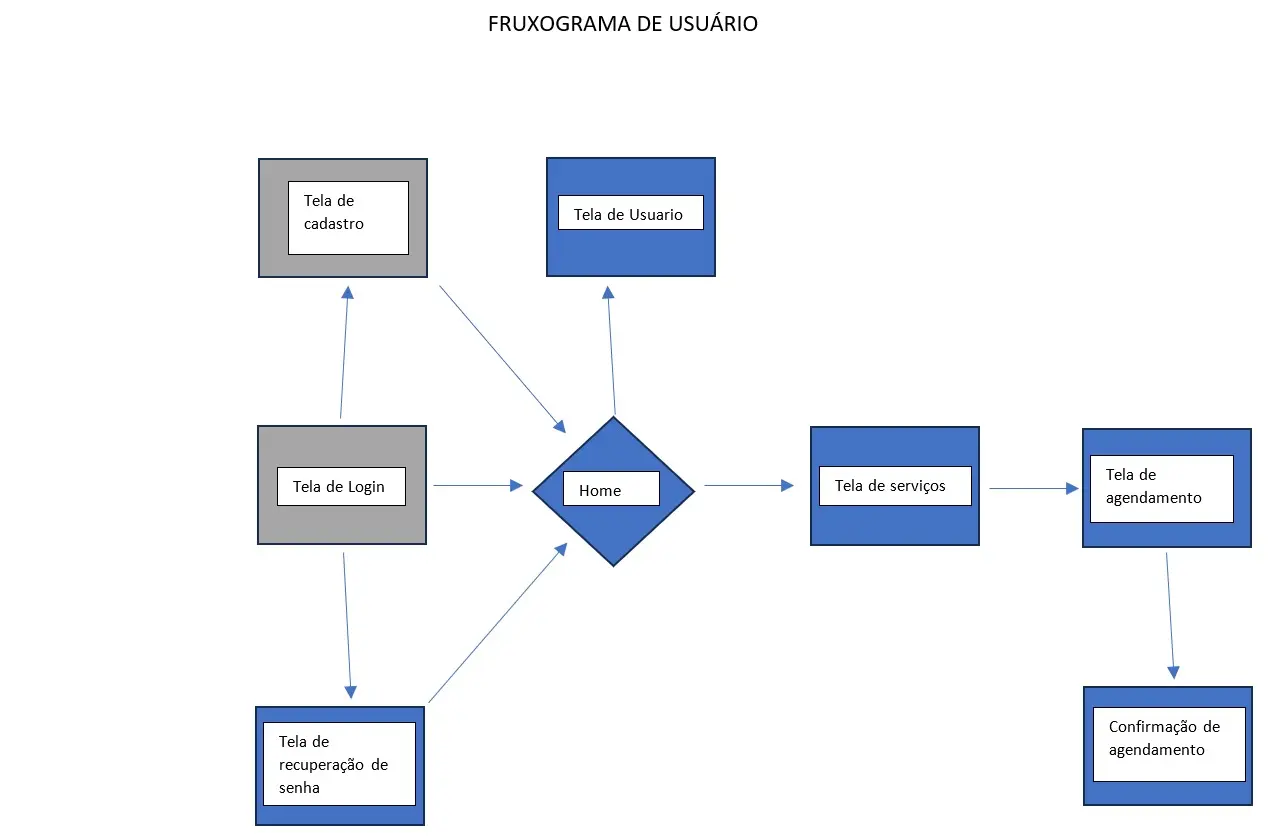 FRUXOGRAMA DE USUÁRIO
Tela de
cadastro
Tela de Usuario
Tela de Login
Home
Tela de serviços
Tela de
agendamento
Tela de
recuperação de
senha
Confirmação de
agendamento